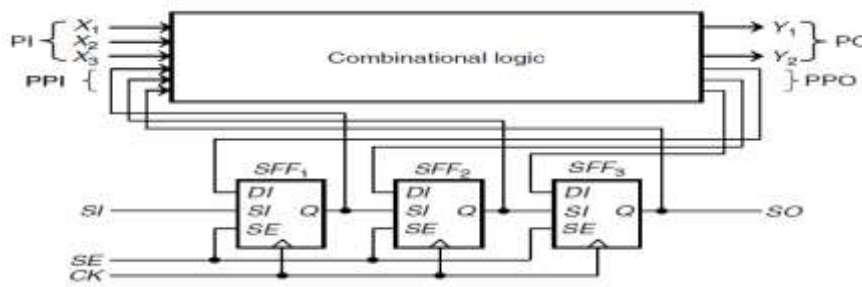 PI X1 Y1 PO
X2
X3 Y2
PPI PPO
Combinational logic
SFF1 SFF2 SFF3
DI DI DI
SI SI Q SI Q SI Q SO
SE SE SE
SE
CK